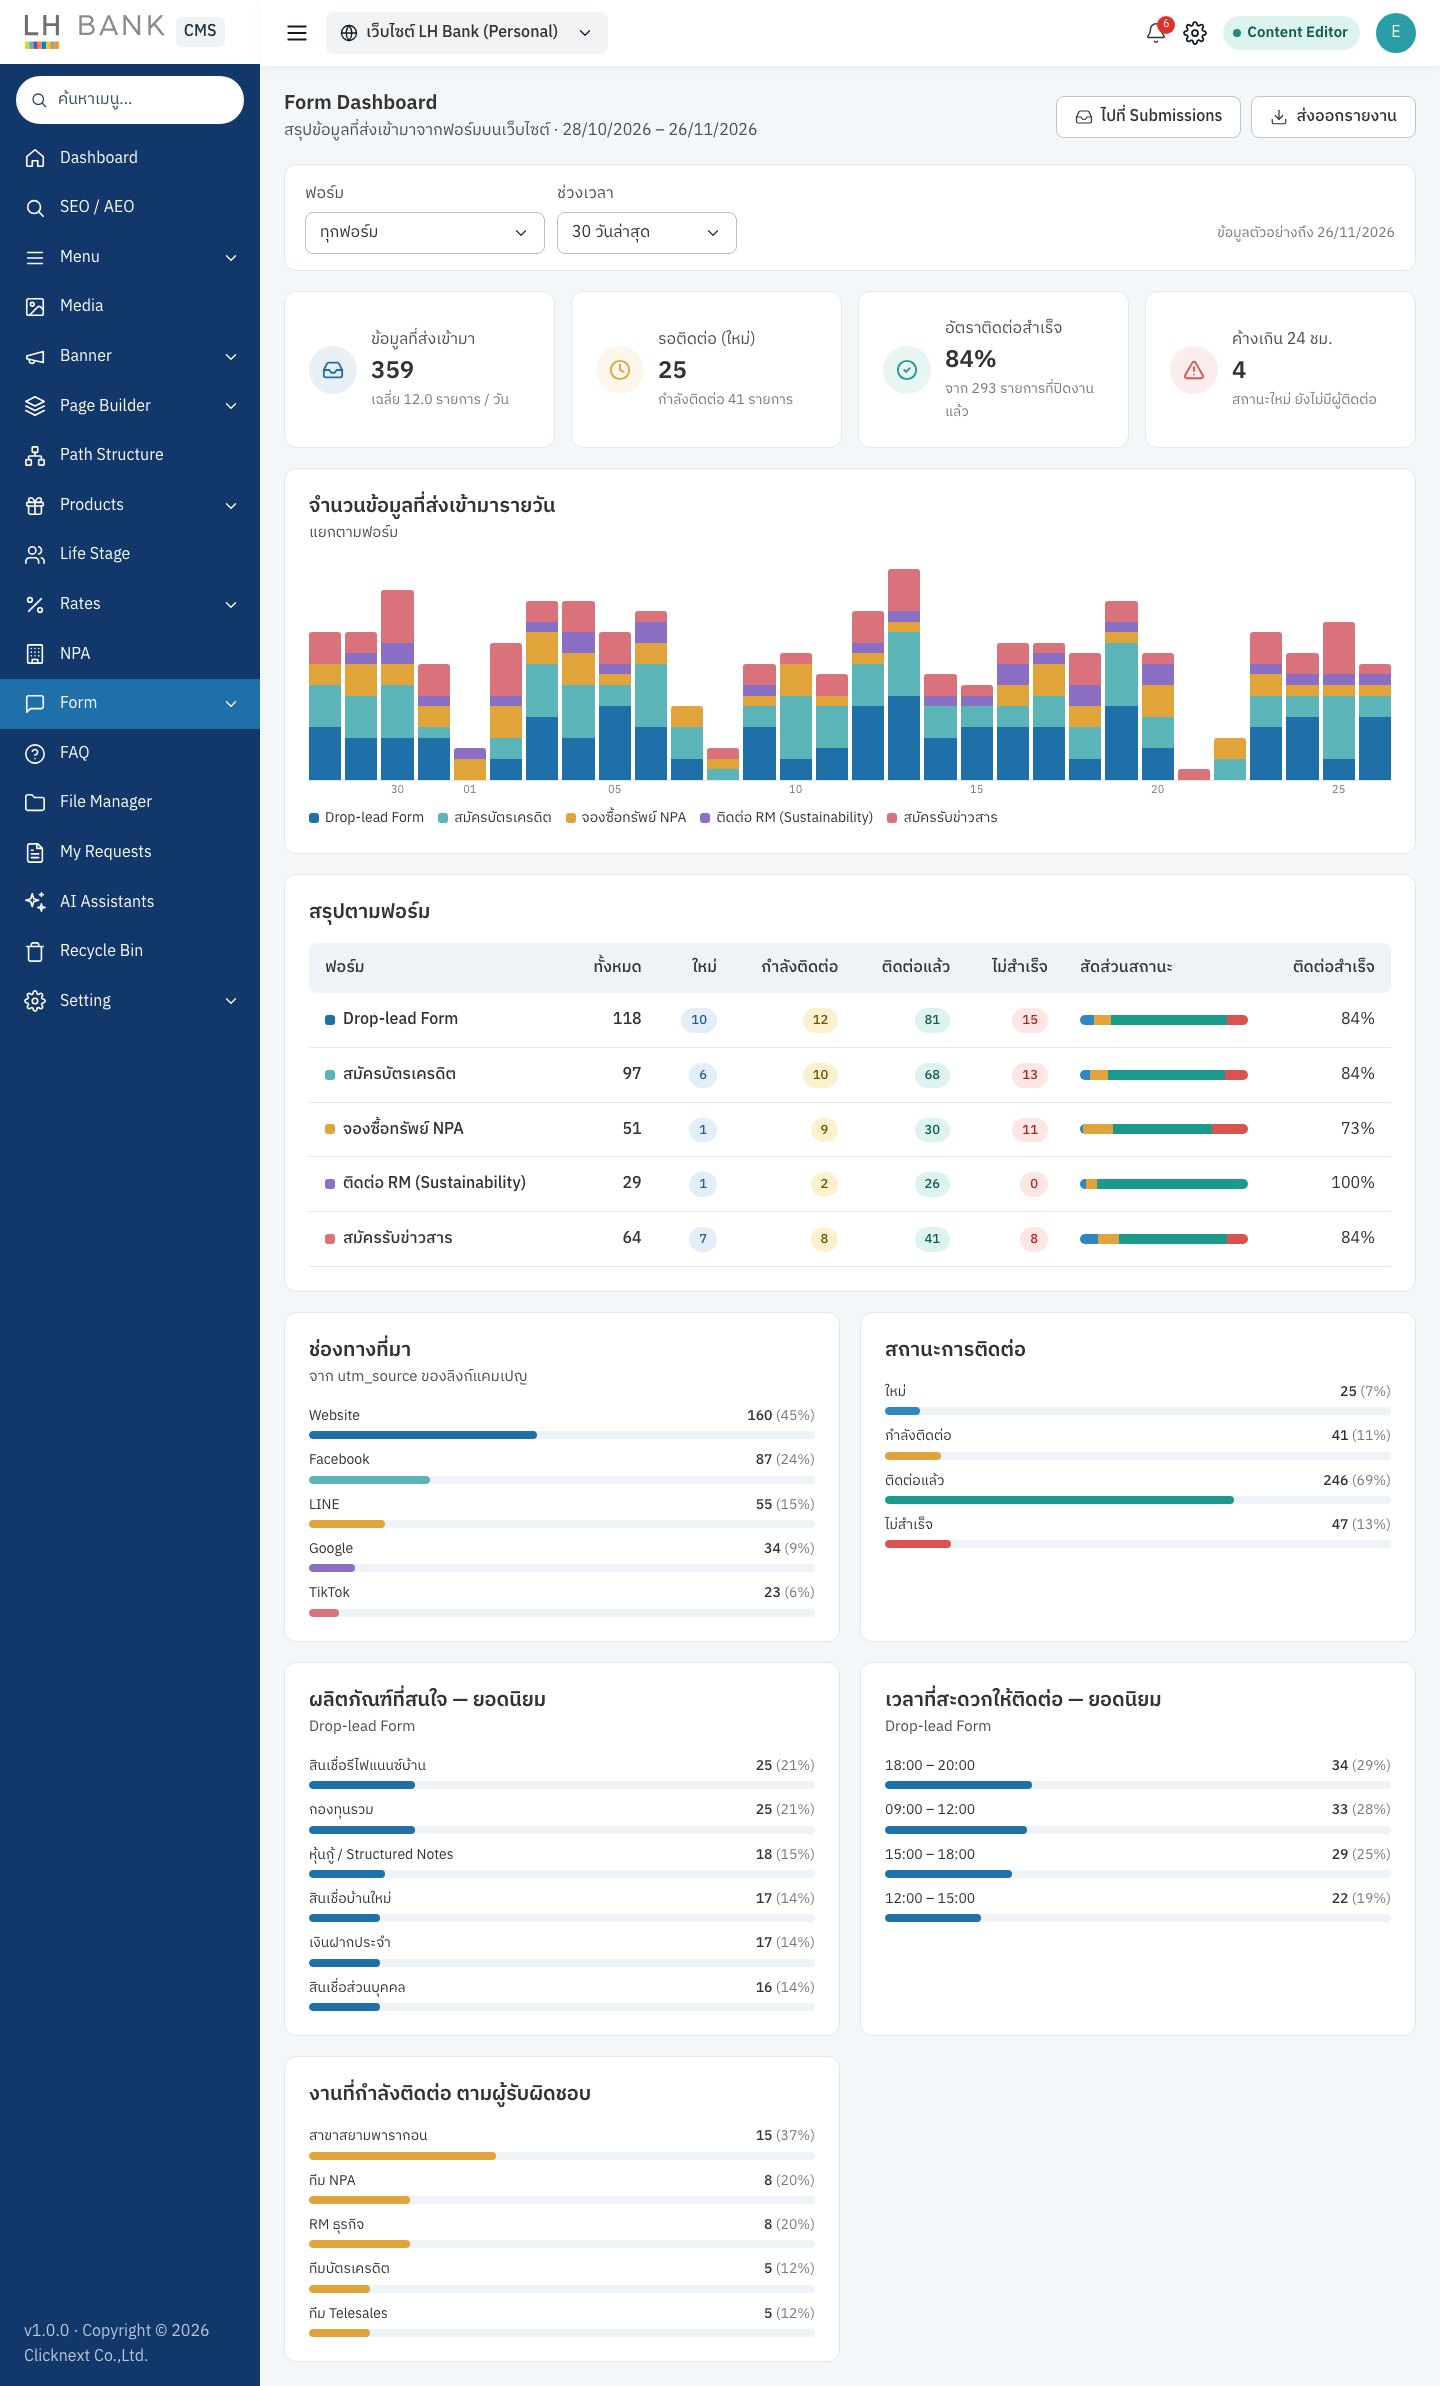 LH BANK CMS
เว็บไซต์ LH Bank (Personal)
6
Content Editor
E
ค้นหาเมนู...
Dashboard
SEO / AEO
Menu
Media
Banner
Page Builder
Path Structure
Products
Life Stage
Rates
NPA
Form
FAQ
File Manager
My Requests
AI Assistants
Recycle Bin
Setting
v1.0.0 · Copyright © 2026
Clicknext Co.,Ltd.
Form Dashboard
สรุปข้อมูลที่ส่งเข้ามาจากฟอร์มบนเว็บไซต์ · 28/10/2026 – 26/11/2026
ไปที่ Submissions
ส่งออกรายงาน
ฟอร์ม
ช่วงเวลา
ทุกฟอร์ม
30 วันล่าสุด
ข้อมูลตัวอย่างถึง 26/11/2026
ข้อมูลที่ส่งเข้ามา
359
เฉลี่ย 12.0 รายการ / วัน
รอติดต่อ (ใหม่)
25
กำลังติดต่อ 41 รายการ
อัตราติดต่อสำเร็จ
84%
จาก 293 รายการที่ปิดงาน
แล้ว
ค้างเกิน 24 ชม.
4
สถานะใหม่ ยังไม่มีผู้ติดต่อ
จำนวนข้อมูลที่ส่งเข้ามารายวัน
แยกตามฟอร์ม
30 01 05 10 15 20 25
Drop-lead Form สมัครบัตรเครดิต จองซื้อทรัพย์ NPA ติดต่อ RM (Sustainability) สมัครรับข่าวสาร
สรุปตามฟอร์ม
ฟอร์ม ทั้งหมด ใหม่ กำลังติดต่อ ติดต่อแล้ว ไม่สำเร็จ สัดส่วนสถานะ ติดต่อสำเร็จ
Drop-lead Form 118 10 12 81 15 84%
สมัครบัตรเครดิต 97 6 10 68 13 84%
จองซื้อทรัพย์ NPA 51 1 9 30 11 73%
ติดต่อ RM (Sustainability) 29 1 2 26 0 100%
สมัครรับข่าวสาร 64 7 8 41 8 84%
ช่องทางที่มา
จาก utm_source ของลิงก์แคมเปญ
Website 160 (45%)
Facebook 87 (24%)
LINE 55 (15%)
Google 34 (9%)
TikTok 23 (6%)
สถานะการติดต่อ
ใหม่ 25 (7%)
กำลังติดต่อ 41 (11%)
ติดต่อแล้ว 246 (69%)
ไม่สำเร็จ 47 (13%)
ผลิตภัณฑ์ที่สนใจ — ยอดนิยม
Drop-lead Form
สินเชื่อรีไฟแนนซ์บ้าน 25 (21%)
กองทุนรวม 25 (21%)
หุ้นกู้ / Structured Notes 18 (15%)
สินเชื่อบ้านใหม่ 17 (14%)
เงินฝากประจำ 17 (14%)
สินเชื่อส่วนบุคคล 16 (14%)
เวลาที่สะดวกให้ติดต่อ — ยอดนิยม
Drop-lead Form
18:00 – 20:00 34 (29%)
09:00 – 12:00 33 (28%)
15:00 – 18:00 29 (25%)
12:00 – 15:00 22 (19%)
งานที่กำลังติดต่อ ตามผู้รับผิดชอบ
สาขาสยามพารากอน 15 (37%)
ทีม NPA 8 (20%)
RM ธุรกิจ 8 (20%)
ทีมบัตรเครดิต 5 (12%)
ทีม Telesales 5 (12%)